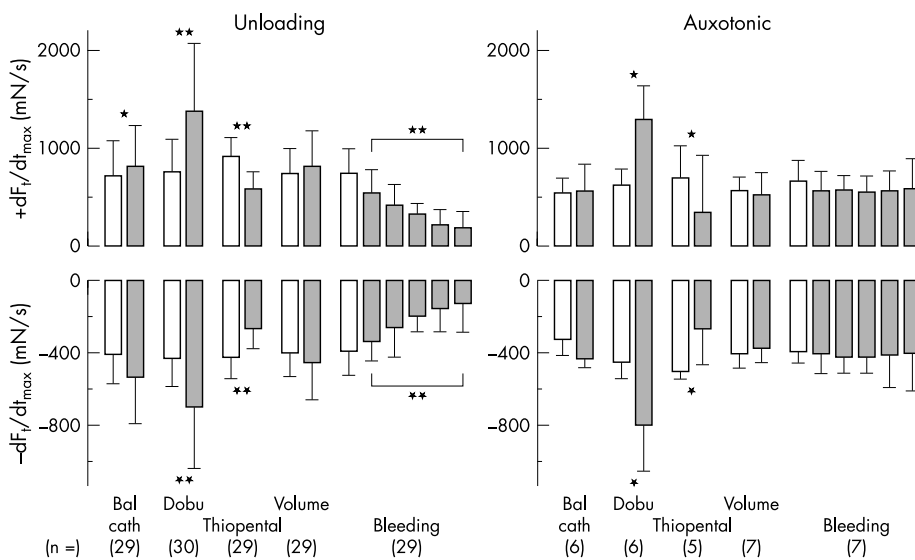 Unloading
Auxotonic
+dFt/dtmax (mN/s)
2000
1000
0
★
★★
★★
★★
2000
1000
0
★
★
−dFt/dtmax (mN/s)
0
−400
−800
★★
★★
★★
0
−400
−800
★
★
Bal cath
Dobu
Thiopental
Volume
Bleeding
Bal cath
Dobu
Thiopental
Volume
Bleeding
(n =) (29) (30) (29) (29) (29) (6) (6) (5) (7) (7)